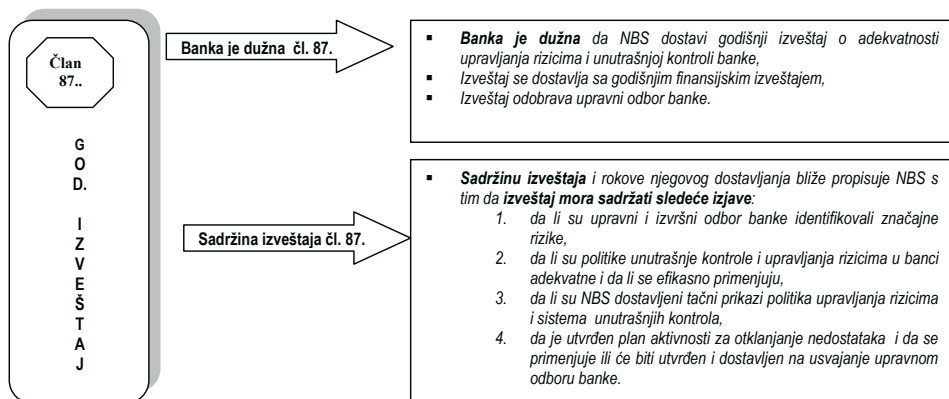 Član
87..
G
O
D.
I
Z
V
E
Š
T
A
J
Banka je dužna čl. 87.
▪ Banka je dužna da NBS dostavi godišnji izveštaj o adekvatnosti
upravljanja rizicima i unutrašnjoj kontroli banke,
▪ Izveštaj se dostavlja sa godišnjim finansijskim izveštajem,
▪ Izveštaj odobrava upravni odbor banke.
Sadržina izveštaja čl. 87.
▪ Sadržinu izveštaja i rokove njegovog dostavljanja bliže propisuje NBS s
tim da izveštaj mora sadržati sledeće izjave:
1. da li su upravni i izvršni odbor banke identifikovali značajne
rizike,
2. da li su politike unutrašnje kontrole i upravljanja rizicima u banci
adekvatne i da li se efikasno primenjuju,
3. da li su NBS dostavljeni tačni prikazi politika upravljanja rizicima
i sistema unutrašnjih kontrola,
4. da je utvrđen plan aktivnosti za otklanjanje nedostataka i da se
primenjuje ili će biti utvrđen i dostavljen na usvajanje upravnom
odboru banke.